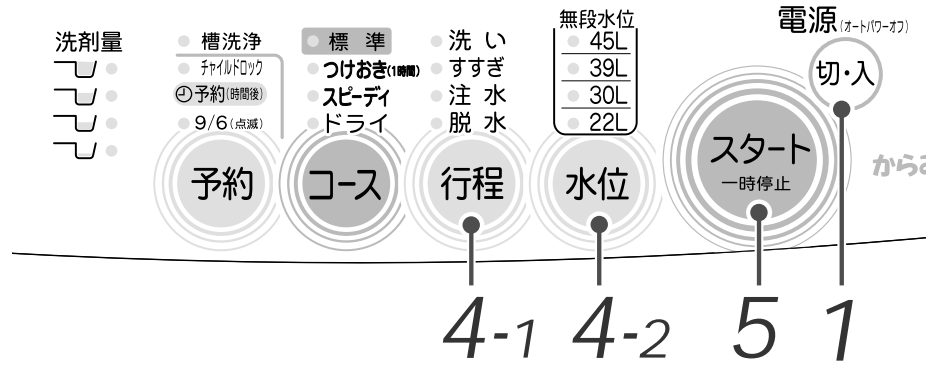 洗剤量
槽洗浄
チャイルドロック
予約(時間後)
9/6(点滅)
予約
標準
つけおき(1時間)
スピーディ
ドライ
コース
洗い
すすぎ
注水
脱水
行程
無段水位
45L
39L
30L
22L
水位
スタート
一時停止
電源(オートパワーオフ)
切・入
4-1
4-2
5
1